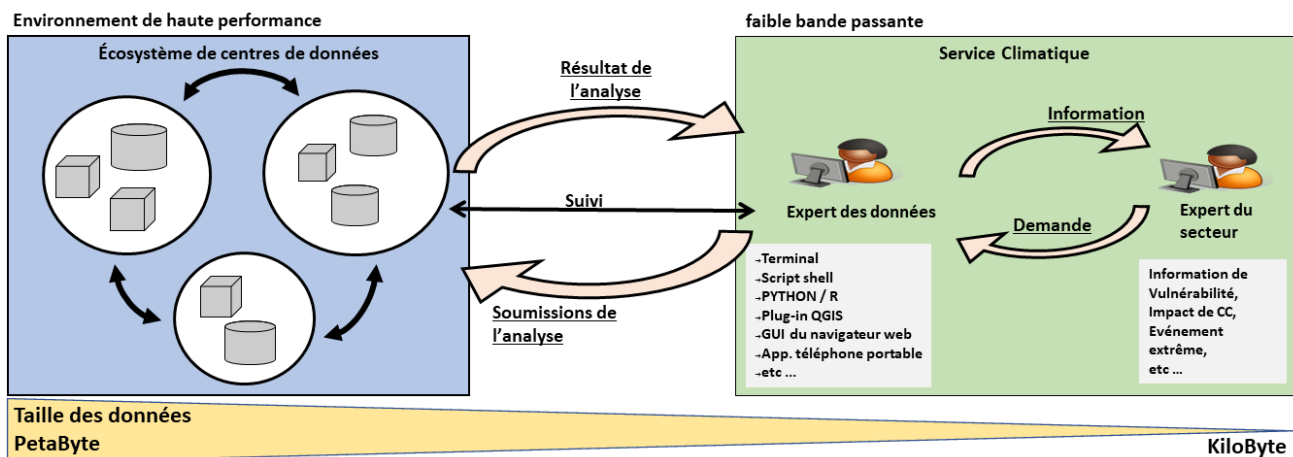 Environnement de haute performance
Écosystème de centres de données
Résultat de
l'analyse
Suivi
Soumissions de
l'analyse
faible bande passante
Service Climatique
Information
Expert des données
Demande
Expert du
secteur
→Terminal
→Script shell
→PYTHON / R
→Plug-in QGIS
→GUI du navigateur web
→App. téléphone portable
→etc ...
Information de
Vulnérabilité,
Impact de CC,
Evénement
extrême,
etc ...
Taille des données
PetaByte
KiloByte